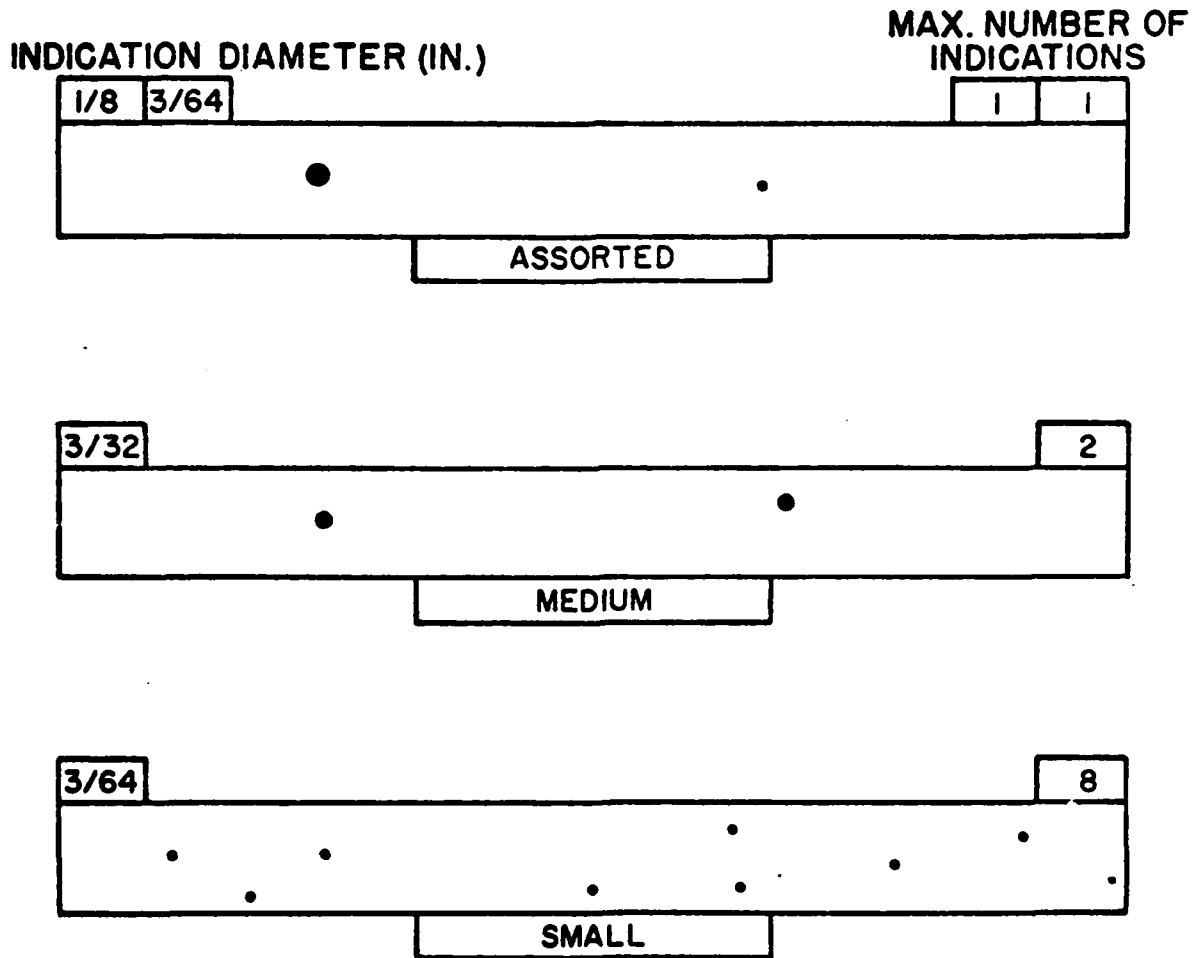 MAX. NUMBER OF
INDICATION DIAMETER (IN.) INDICATIONS
1/8 3/64 1 1
ASSORTED
3/32 2
MEDIUM
3/64 8
SMALL